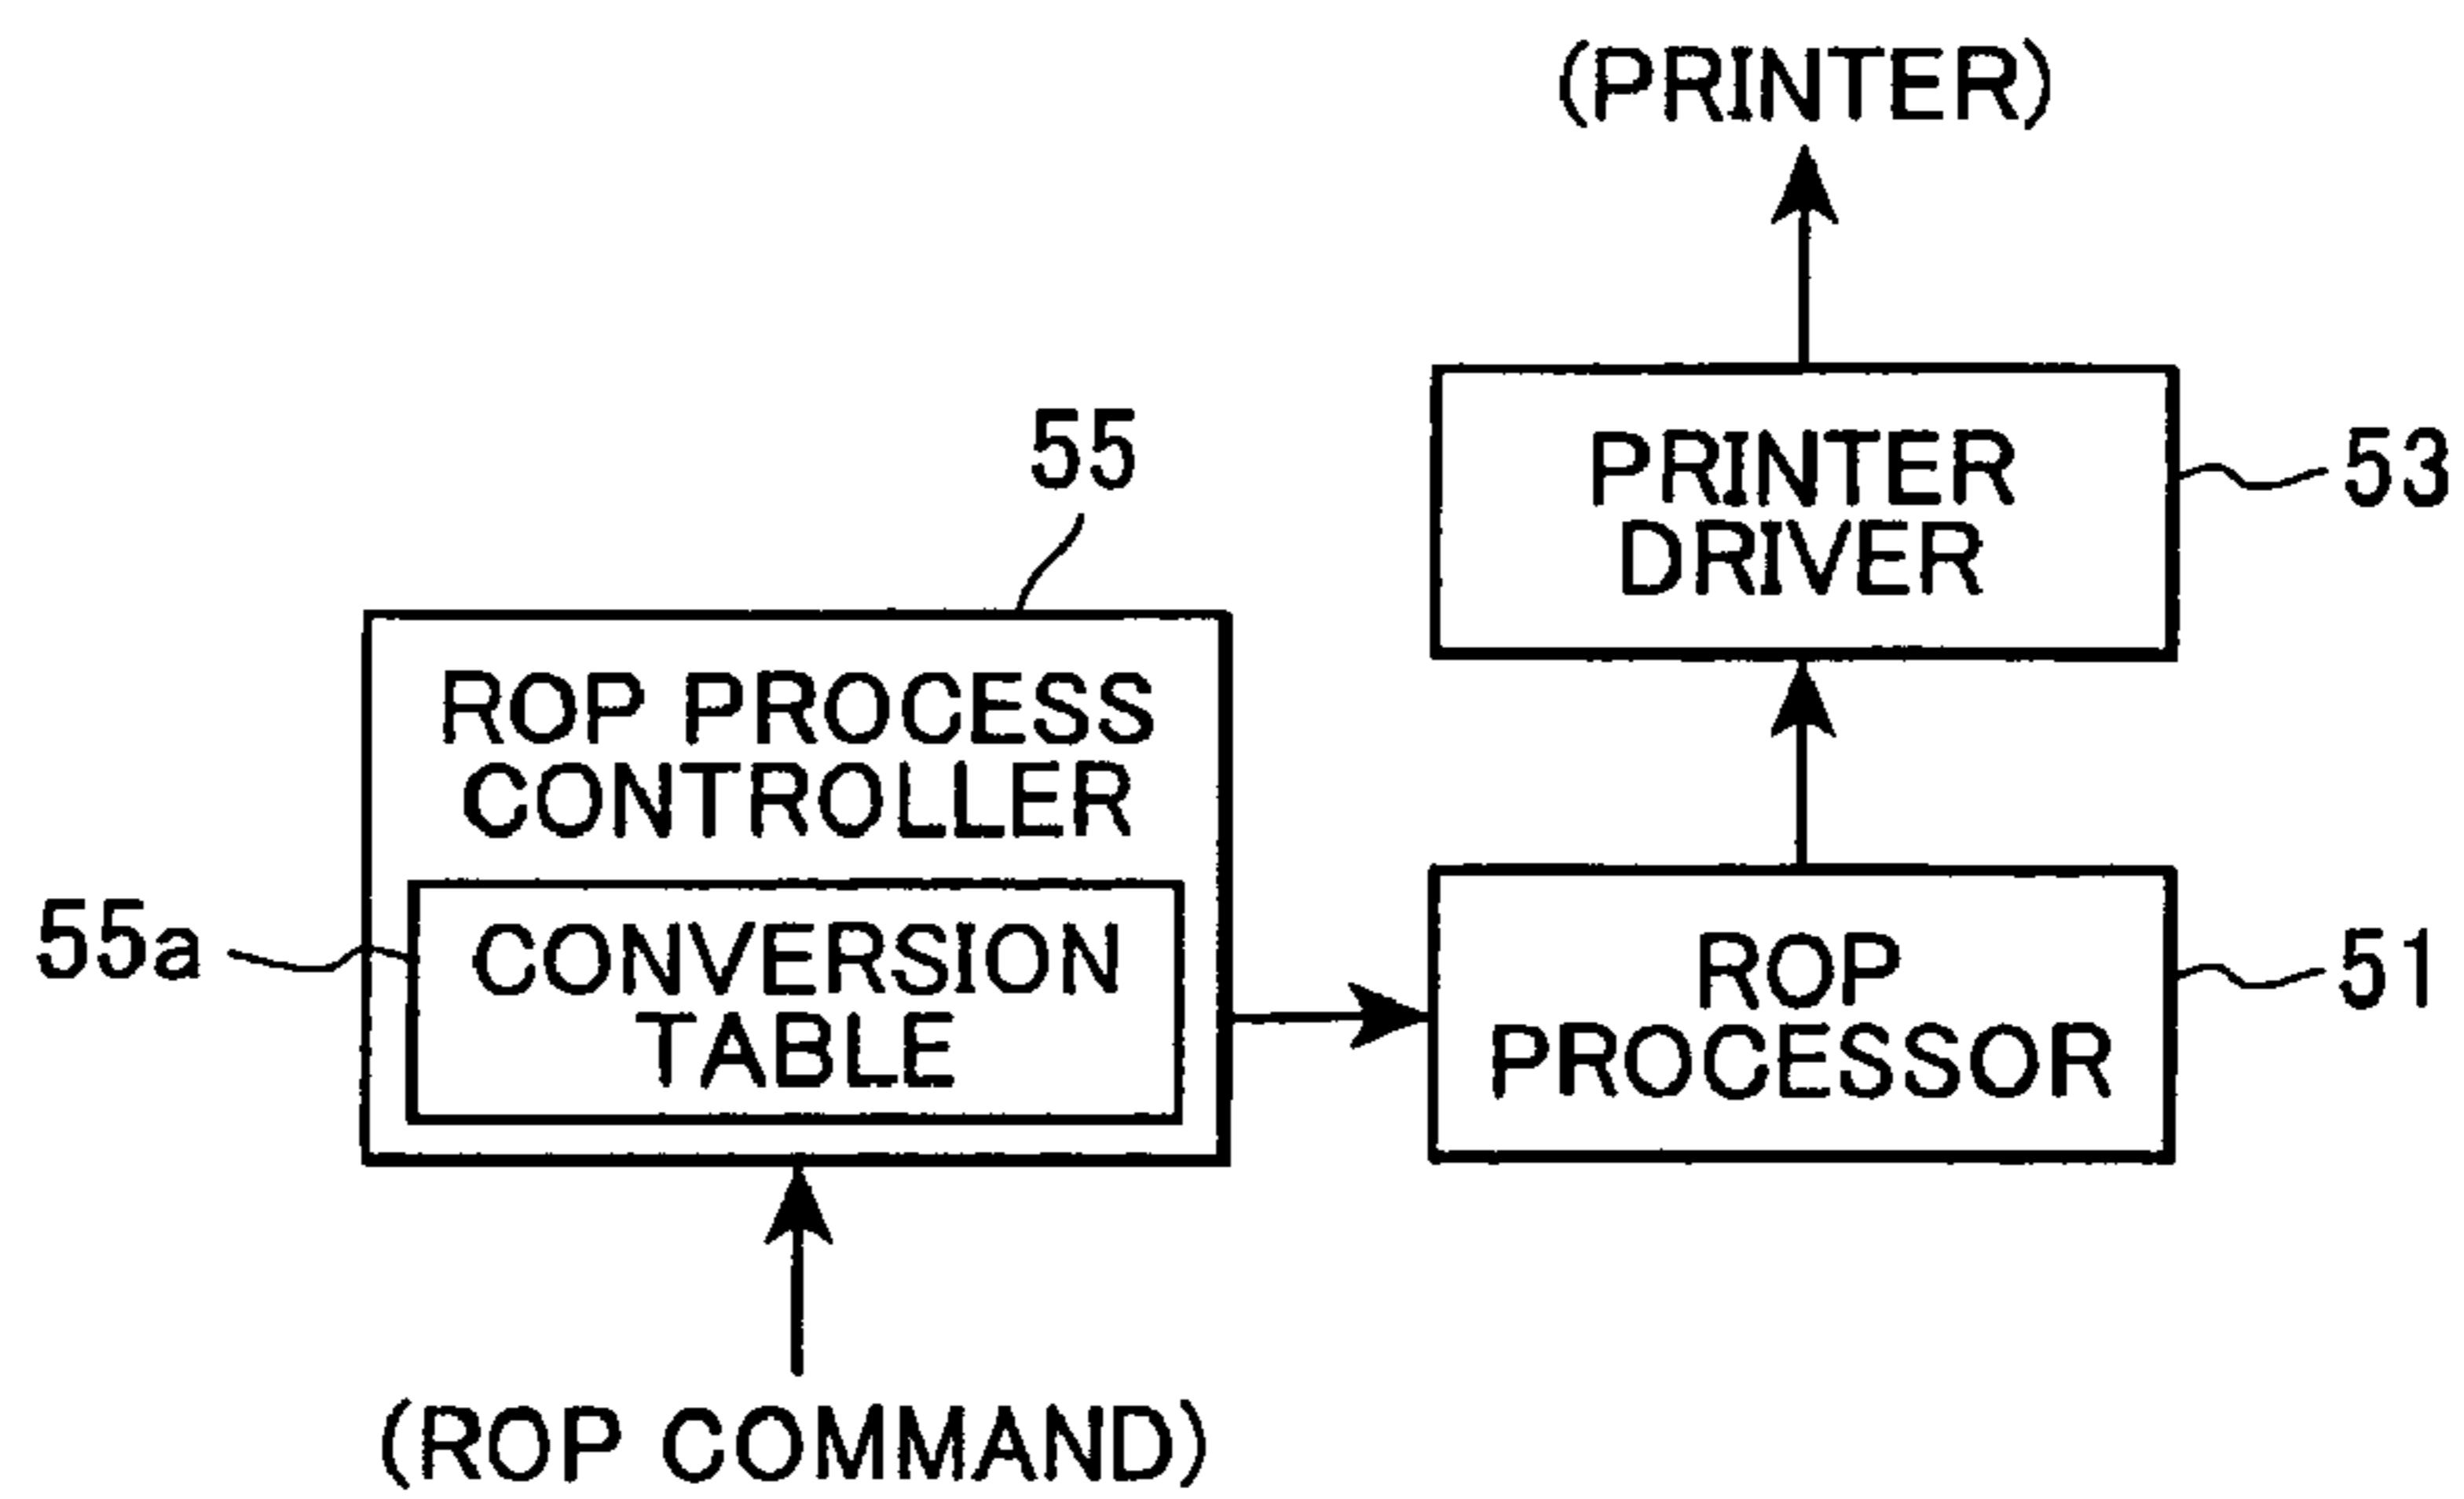 (PRINTER)
55
PRINTER
DRIVER
53
ROP PROCESS
CONTROLLER
55a
CONVERSION
TABLE
ROP
PROCESSOR
51
(ROP COMMAND)